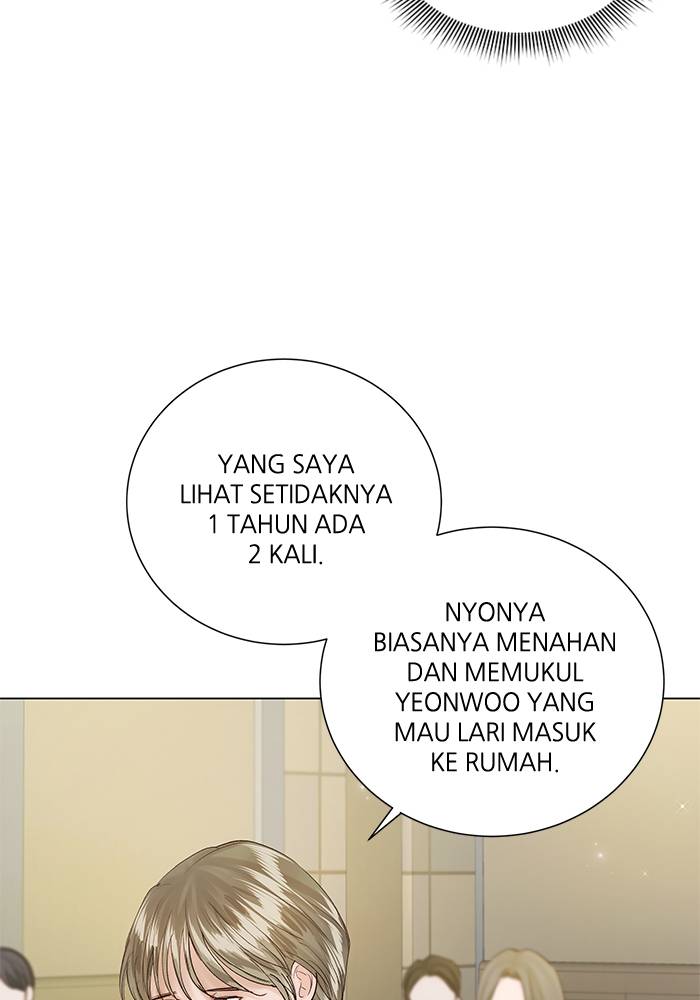 YANG SAYA
LIHAT SETIDAKNYA
1 TAHUN ADA
2 KALI.
NYONYA
BIASANYA MENAHAN
DAN MEMUKUL
YEONWOO YANG
MAU LARI MASUK
KE RUMAH.